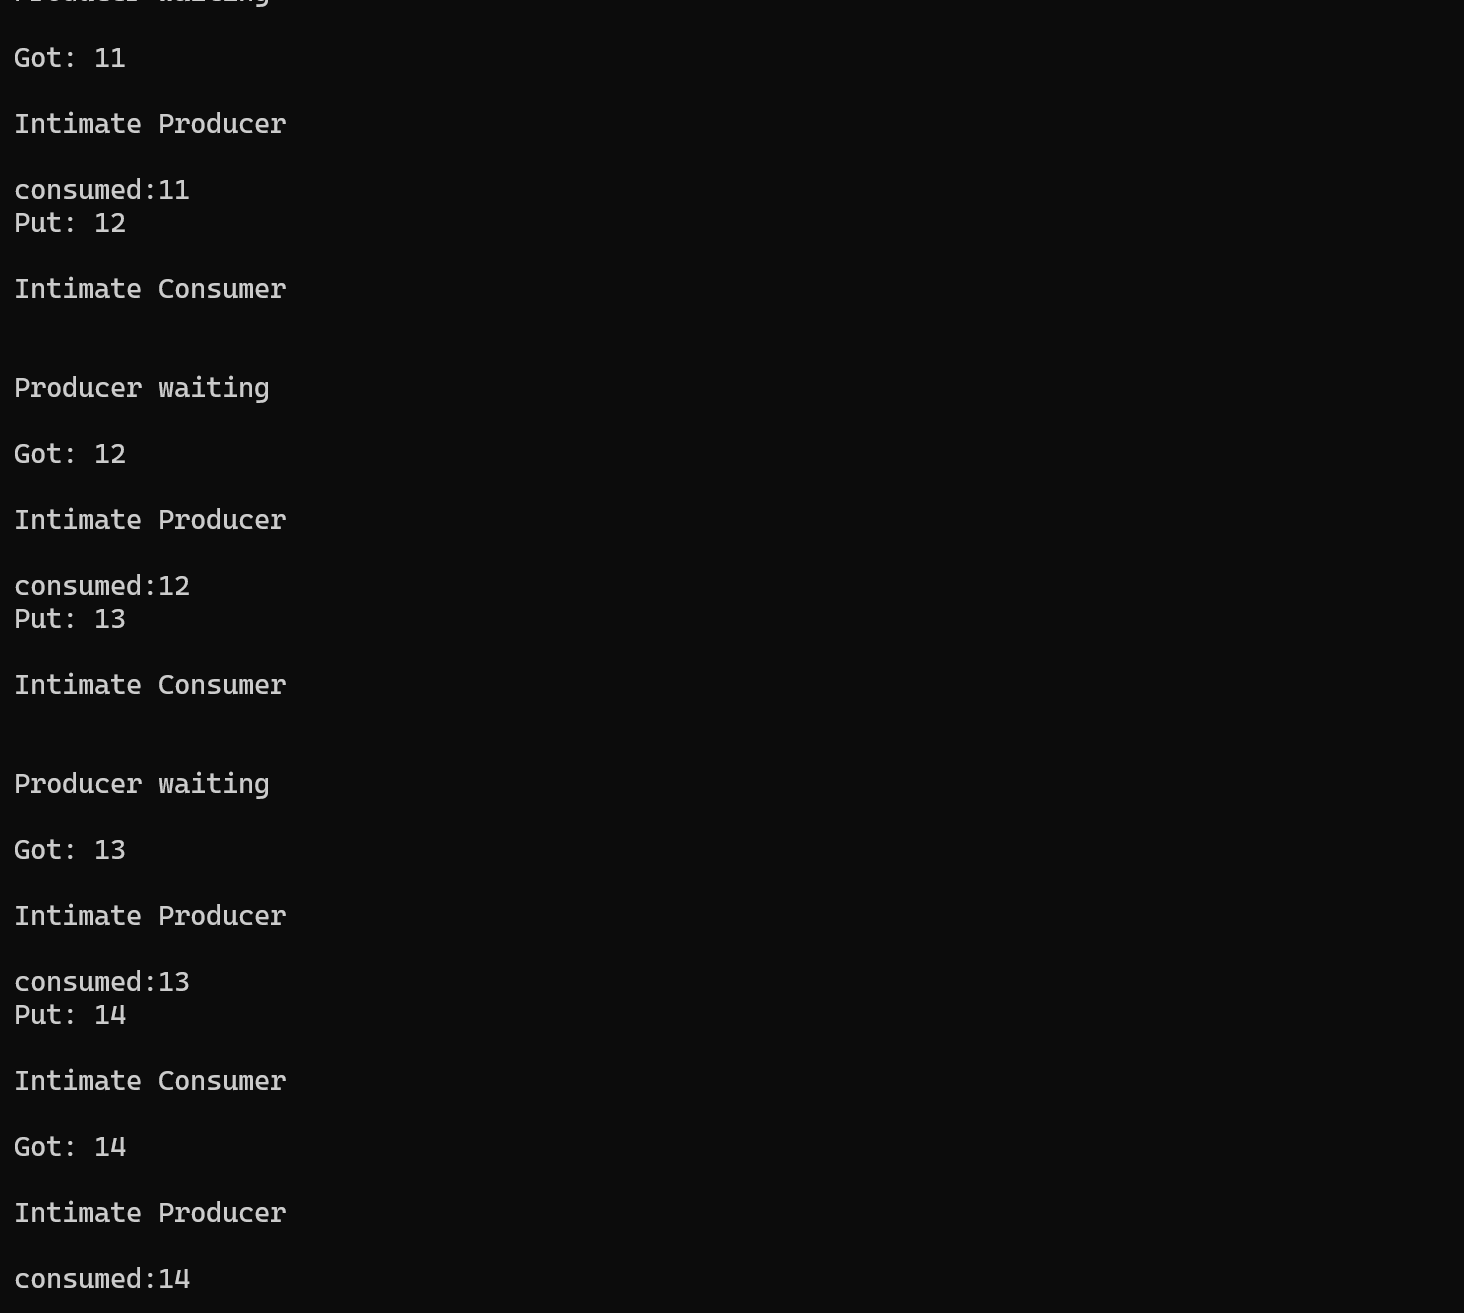 Producer waiting
Got: 11
Intimate Producer
consumed:11
Put: 12
Intimate Consumer
Producer waiting
Got: 12
Intimate Producer
consumed:12
Put: 13
Intimate Consumer
Producer waiting
Got: 13
Intimate Producer
consumed:13
Put: 14
Intimate Consumer
Got: 14
Intimate Producer
consumed:14